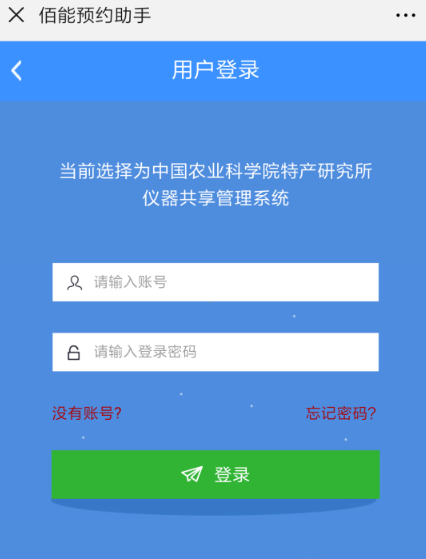 佰能预约助手
用户登录
当前选择为中国农业科学院特产研究所
仪器共享管理系统
请输入账号
请输入登录密码
没有账号?
忘记密码?
登录